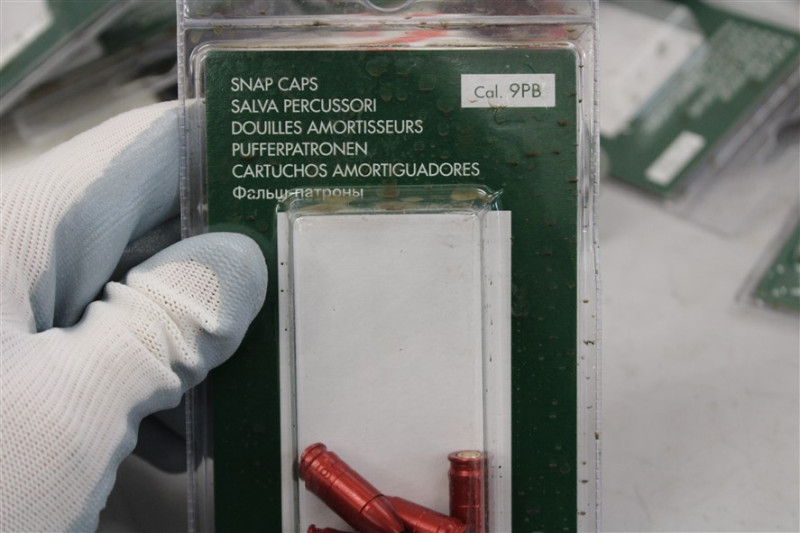 SNAP CAPS
Cal. 9PB
SALVA PERCUSSORI
DOUILLES AMORTISSEURS
PUFFERPATRONEN
CARTUCHOS AMORTIGUADORES
Фальш-патроны